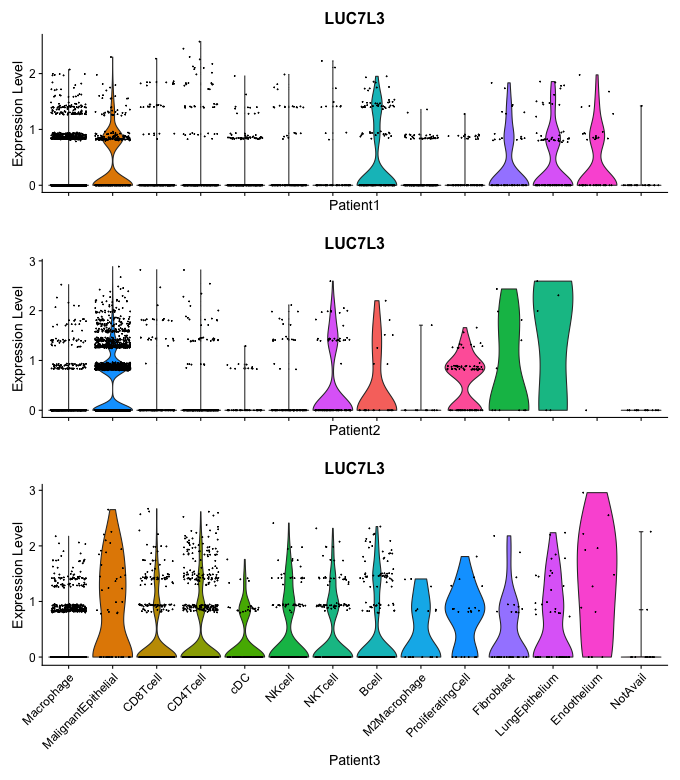 LUC7L3
Expression Level
2
1
0
Patient1
LUC7L3
Expression Level
3
2
1
0
Patient2
LUC7L3
Expression Level
3
2
1
0
Macrophage
MalignantEpithelial
CD8Tcell
CD4Tcell
cDC
NKcell
NKTcell
Bcell
M2Macrophage
ProliferatingCell
Fibroblast
LungEpithelium
Endothelium
NotAvail
Patient3